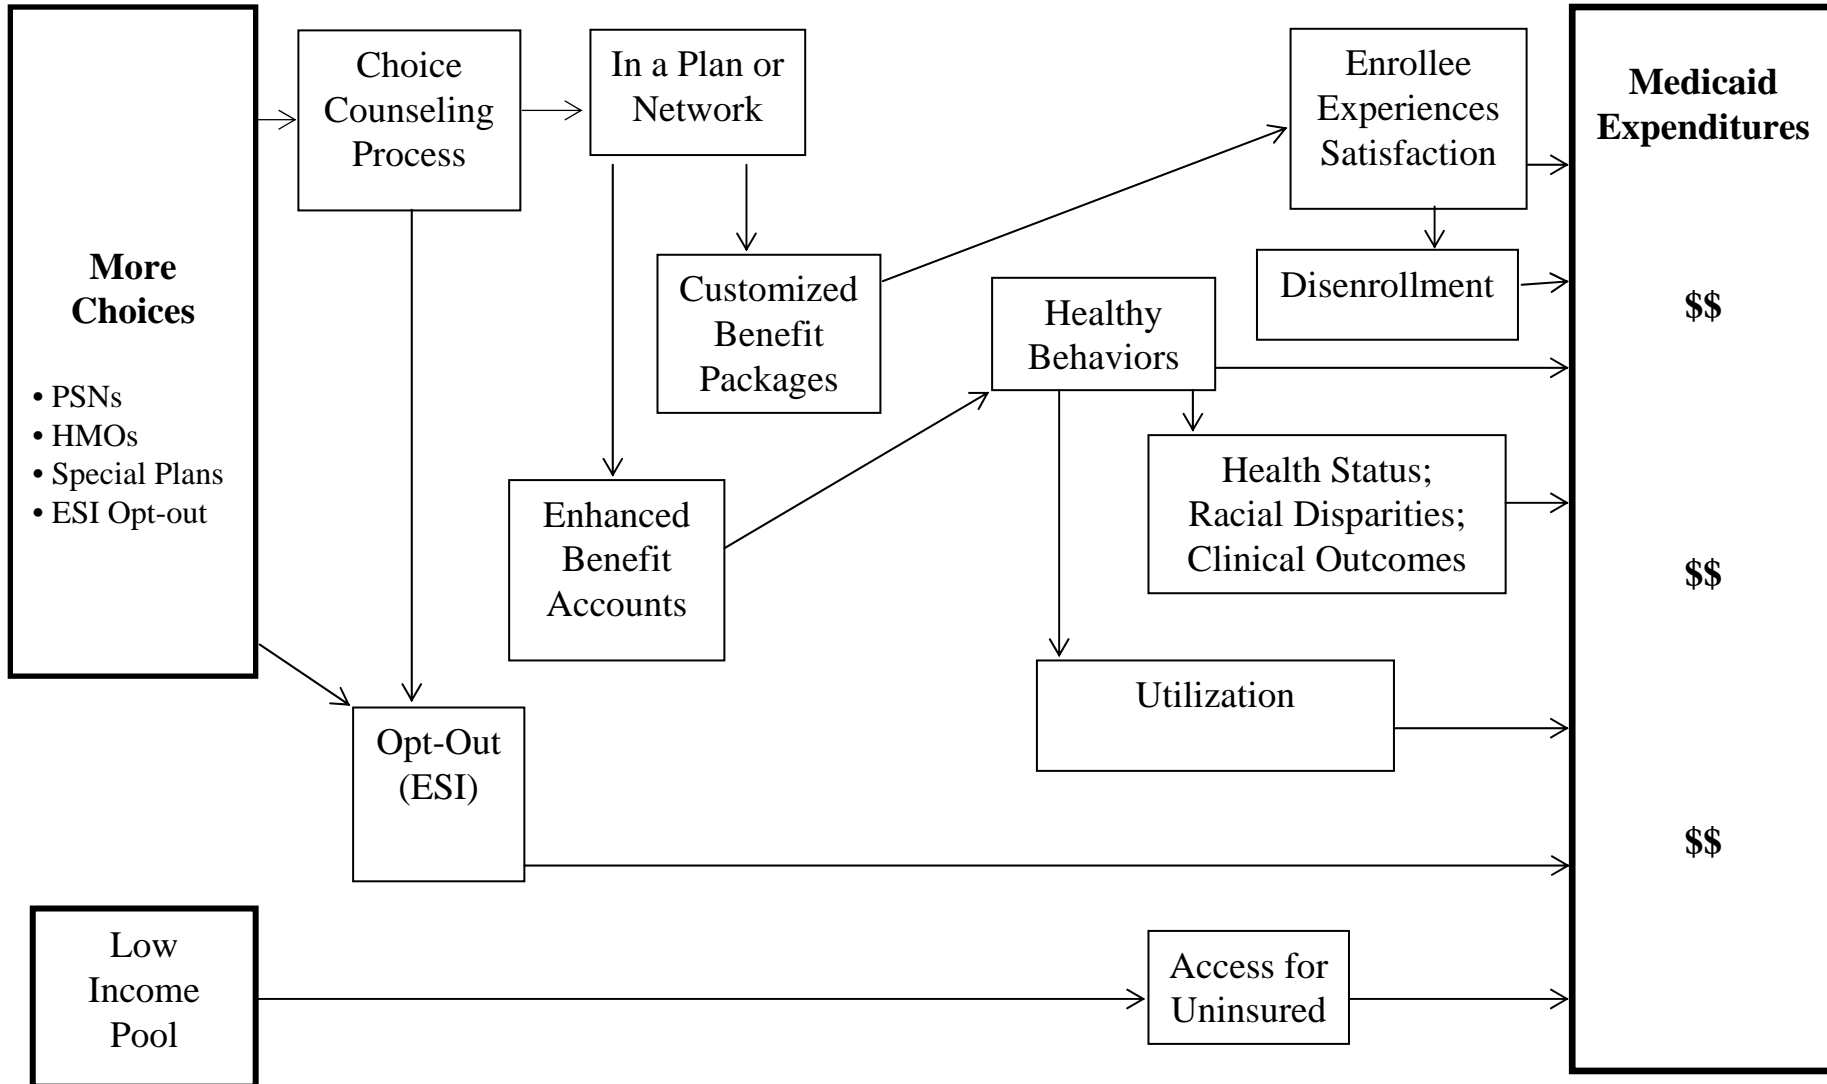 More
Choices
• PSNs
• HMOs
• Special Plans
• ESI Opt-out
Choice
Counseling
Process
In a Plan or
Network
Customized
Benefit
Packages
Enhanced
Benefit
Accounts
Opt-Out
(ESI)
Healthy
Behaviors
Enrollee
Experiences
Satisfaction
Disenrollment
Health Status;
Racial Disparities;
Clinical Outcomes
Utilization
Low
Income
Pool
Access for
Uninsured
Medicaid
Expenditures
$$
$$
$$